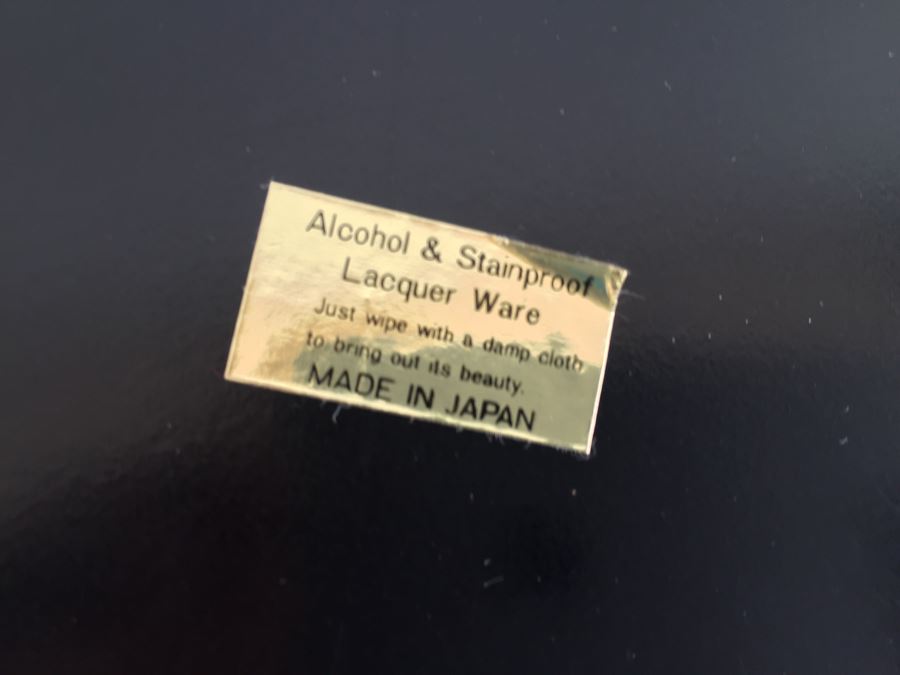 Alcohol & Stainproof
Lacquer Ware
Just wipe with a damp cloth
to bring out its beauty.
MADE IN JAPAN